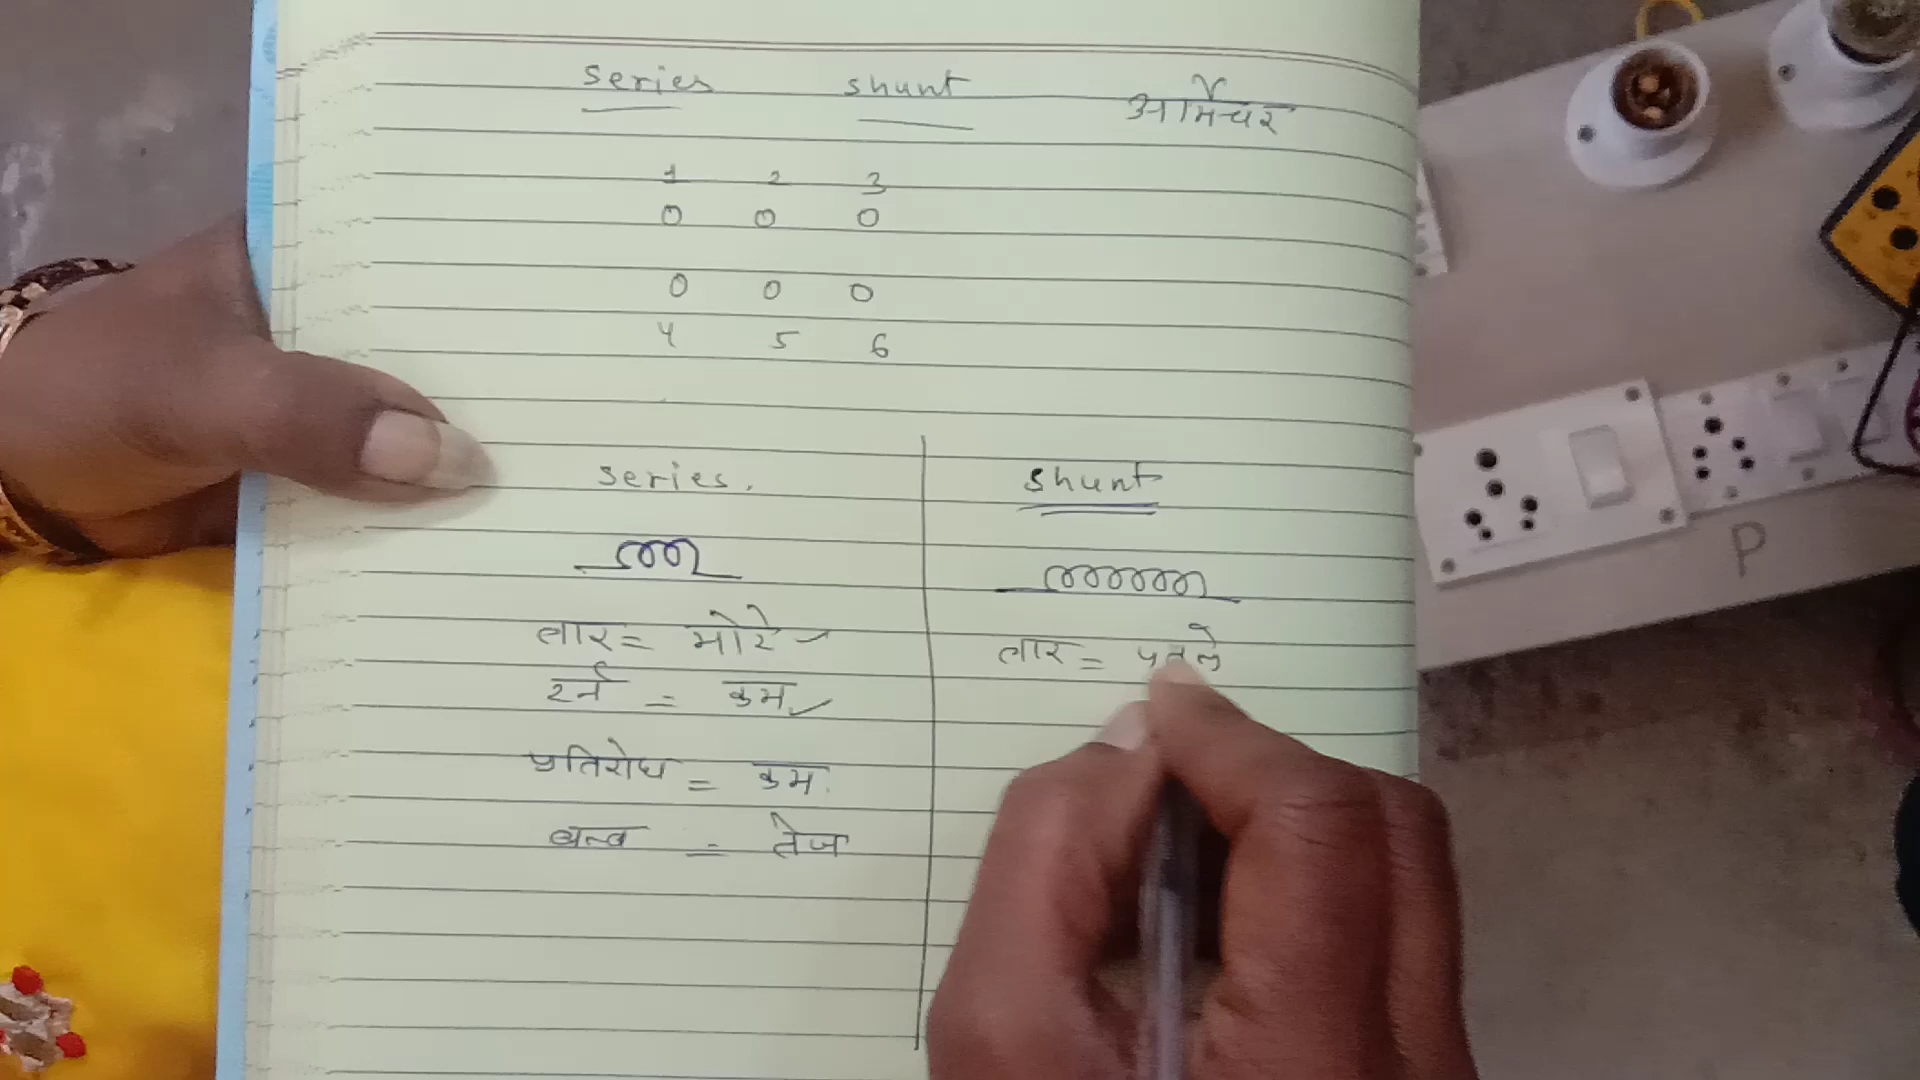 series shunt आर्मेचर
1 2 3
0 0 0
0 0 0
4 5 6
series. shunt
तार = मोटे तार = पतले
टर्न = कम
प्रतिरोध = कम
बल्ब = तेज
P